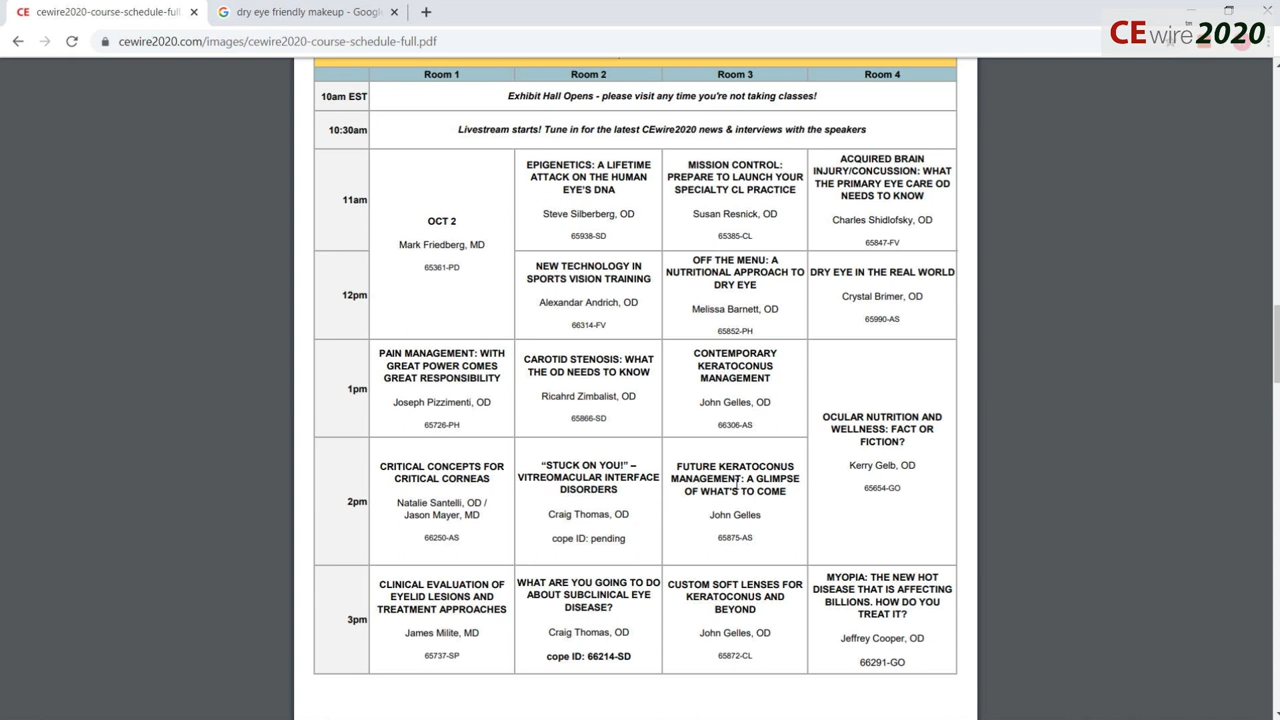 CE cewire2020-course-schedule-full.
dry eye friendly makeup - Google
cewire2020.com/images/cewire2020-course-schedule-full.pdf
CEwire2020
Room 1
Room 2
Room 3
Room 4
10am EST
Exhibit Hall Opens - please visit any time you're not taking classes!
10:30am
Livestream starts! Tune in for the latest CEwire2020 news & interviews with the speakers
11am
OCT 2
Mark Friedberg, MD
65361-PD
EPIGENETICS: A LIFETIME
ATTACK ON THE HUMAN
EYE'S DNA
Steve Silberberg, OD
65938-SD
MISSION CONTROL:
PREPARE TO LAUNCH YOUR
SPECIALTY CL PRACTICE
Susan Resnick, OD
65385-CL
ACQUIRED BRAIN
INJURY/CONCUSSION: WHAT
THE PRIMARY EYE CARE OD
NEEDS TO KNOW
Charles Shidlofsky, OD
65847-FV
12pm
NEW TECHNOLOGY IN
SPORTS VISION TRAINING
Alexandar Andrich, OD
66314-FV
OFF THE MENU: A
NUTRITIONAL APPROACH TO
DRY EYE
Melissa Barnett, OD
65852-PH
DRY EYE IN THE REAL WORLD
Crystal Brimer, OD
65990-AS
1pm
PAIN MANAGEMENT: WITH
GREAT POWER COMES
GREAT RESPONSIBILITY
Joseph Pizzimenti, OD
65726-PH
CAROTID STENOSIS: WHAT
THE OD NEEDS TO KNOW
Ricahrd Zimbalist, OD
65866-SD
CONTEMPORARY
KERATOCONUS
MANAGEMENT
John Gelles, OD
66306-AS
OCULAR NUTRITION AND
WELLNESS: FACT OR
FICTION?
Kerry Gelb, OD
65654-GO
2pm
CRITICAL CONCEPTS FOR
CRITICAL CORNEAS
Natalie Santelli, OD /
Jason Mayer, MD
66250-AS
“STUCK ON YOU!” –
VITREOMACULAR INTERFACE
DISORDERS
Craig Thomas, OD
cope ID: pending
FUTURE KERATOCONUS
MANAGEMENT: A GLIMPSE
OF WHAT'S TO COME
John Gelles
65875-AS
3pm
CLINICAL EVALUATION OF
EYELID LESIONS AND
TREATMENT APPROACHES
James Milite, MD
65737-SP
WHAT ARE YOU GOING TO DO
ABOUT SUBCLINICAL EYE
DISEASE?
Craig Thomas, OD
cope ID: 66214-SD
CUSTOM SOFT LENSES FOR
KERATOCONUS AND
BEYOND
John Gelles, OD
65872-CL
MYOPIA: THE NEW HOT
DISEASE THAT IS AFFECTING
BILLIONS. HOW DO YOU
TREAT IT?
Jeffrey Cooper, OD
66291-GO